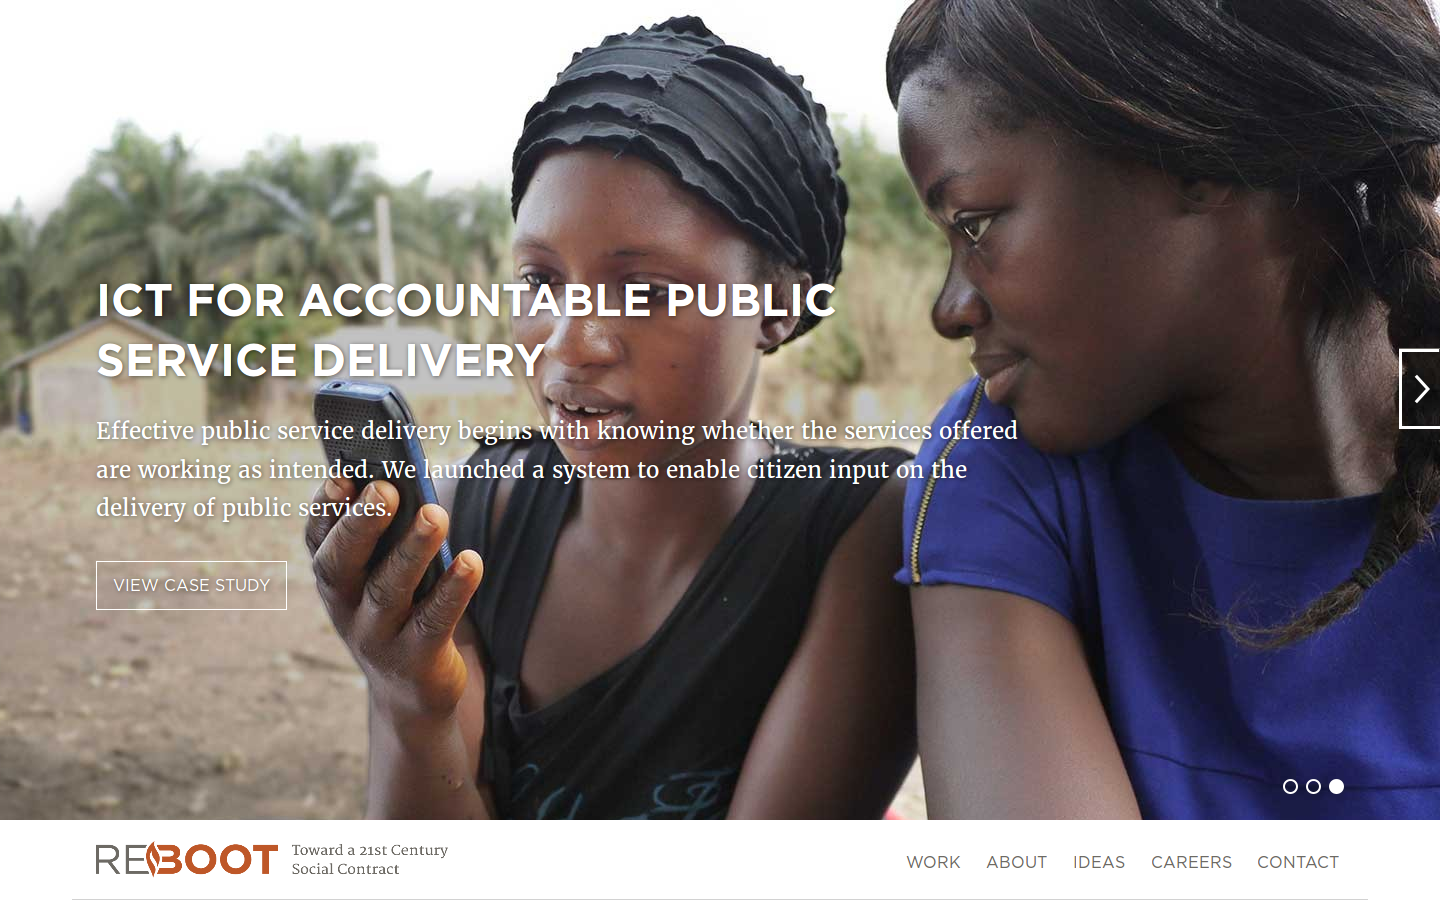 ICT FOR ACCOUNTABLE PUBLIC
SERVICE DELIVERY
Effective public service delivery begins with knowing whether the services offered
are working as intended. We launched a system to enable citizen input on the
delivery of public services.
VIEW CASE STUDY
REBOOT
Toward a 21st Century
Social Contract
WORK ABOUT IDEAS CAREERS CONTACT